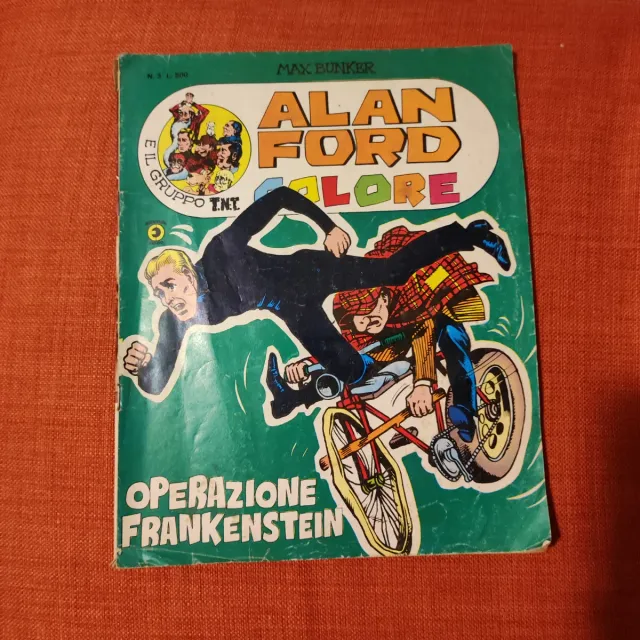 MAX BUNKER
ALAN
FORD
COLORE
E IL GRUPPO T.N.T.
OPERAZIONE
FRANKENSTEIN